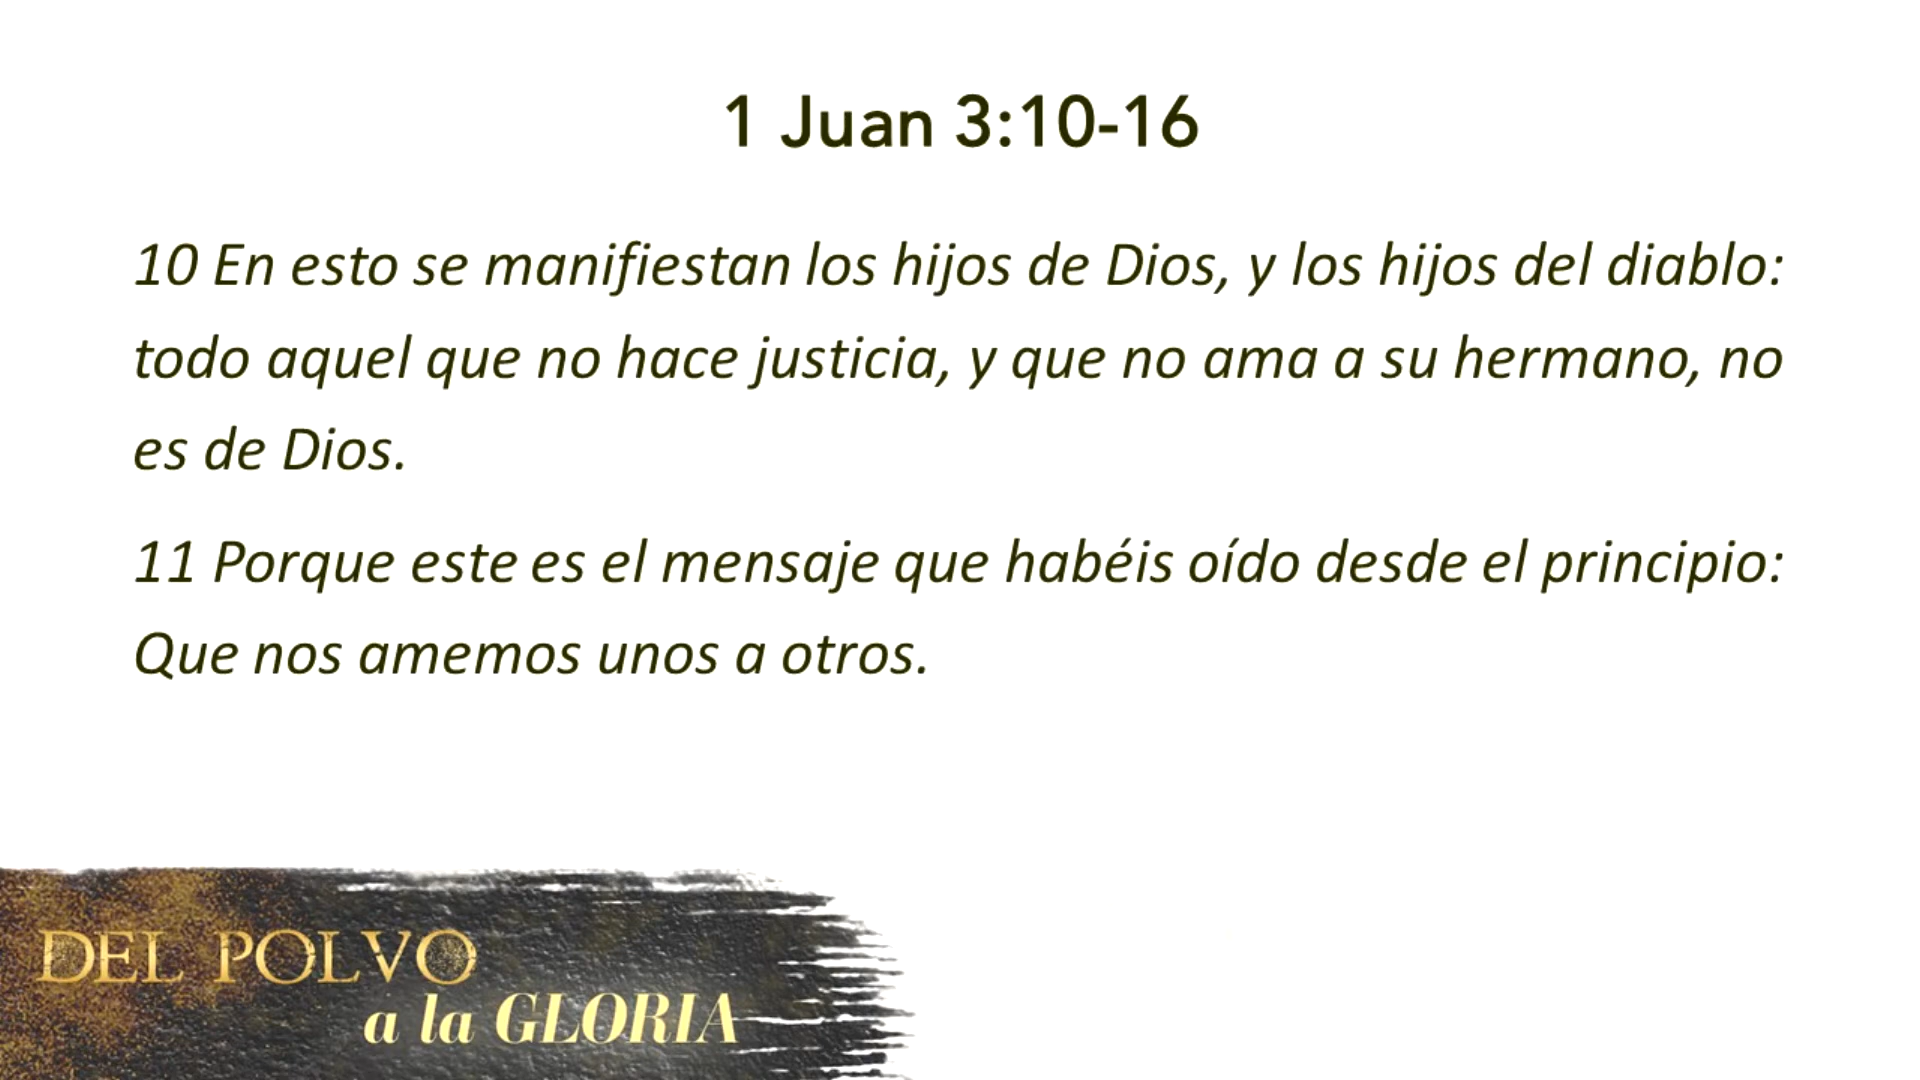 1 Juan 3:10-16
10 En esto se manifiestan los hijos de Dios, y los hijos del diablo:
todo aquel que no hace justicia, y que no ama a su hermano, no
es de Dios.
11 Porque este es el mensaje que habéis oído desde el principio:
Que nos amemos unos a otros.
DEL POLVO
a la GLORIA